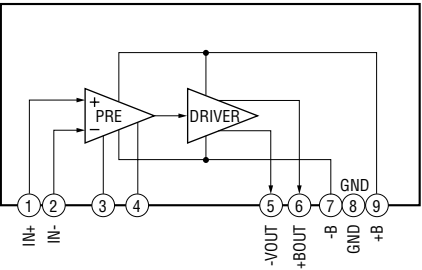 +
PRE
−
DRIVER
GND
1 2 3 4 5 6 7 8 9
IN+
IN-
-VOUT
+BOUT
-B
GND
+B